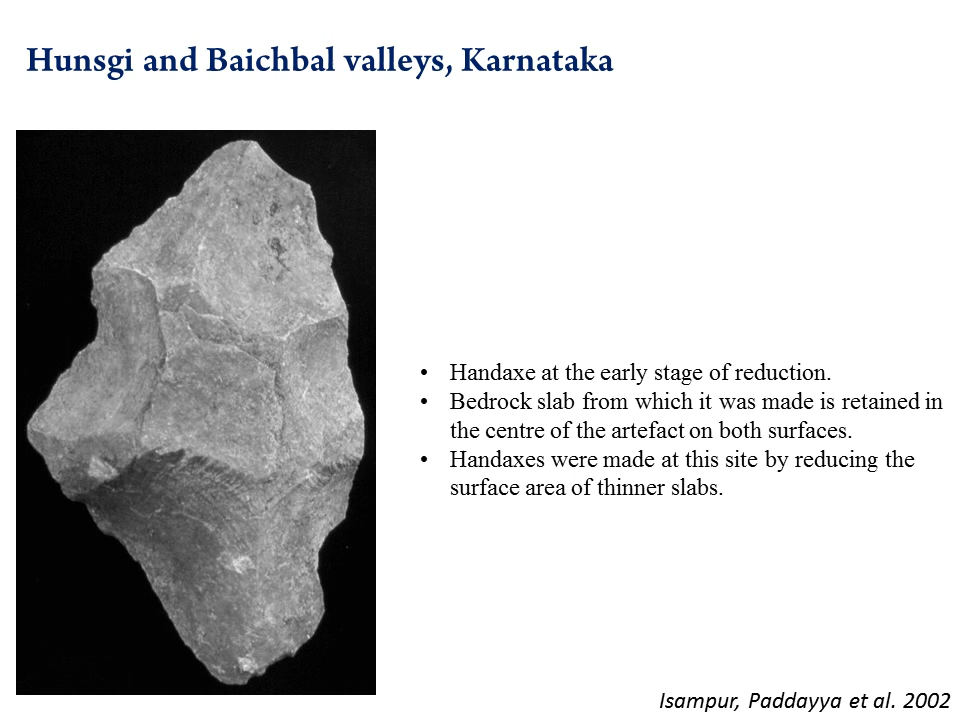 Hunsgi and Baichbal valleys, Karnataka
• Handaxe at the early stage of reduction.
• Bedrock slab from which it was made is retained in
the centre of the artefact on both surfaces.
• Handaxes were made at this site by reducing the
surface area of thinner slabs.
Isampur, Paddayya et al. 2002